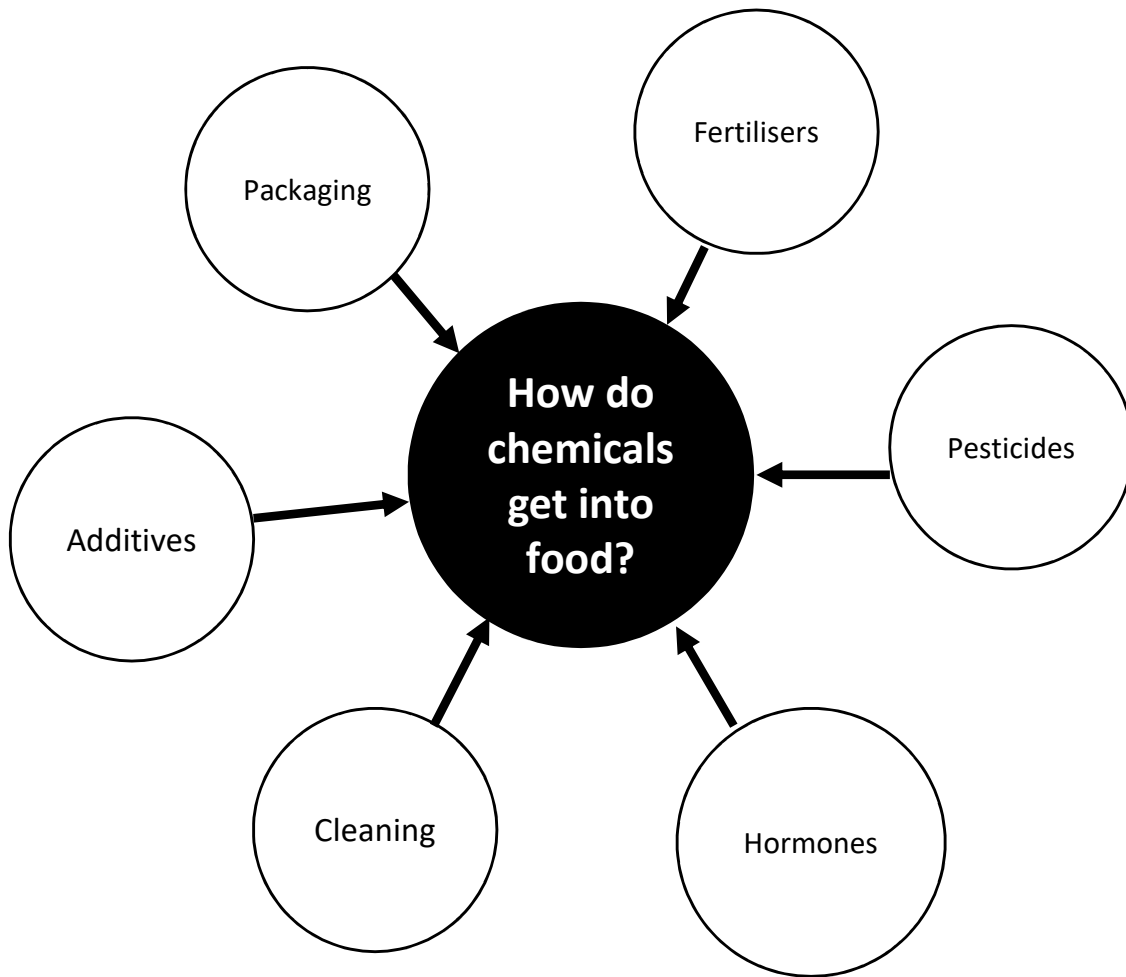 Fertilisers
Packaging
How do
chemicals
get into
food?
Pesticides
Additives
Cleaning
Hormones